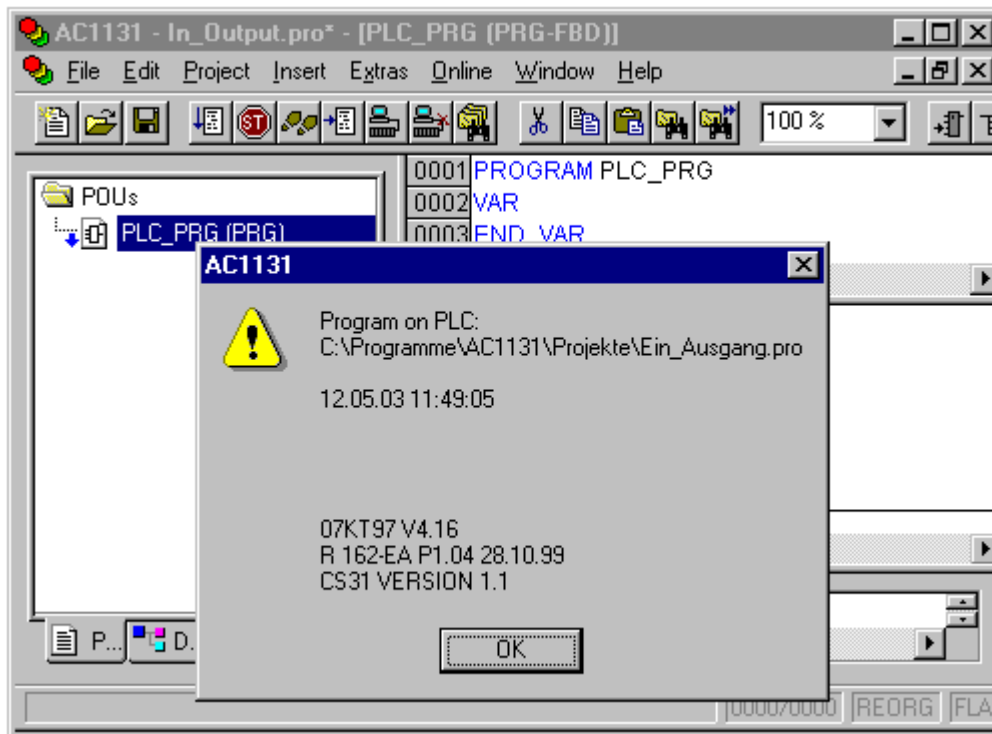 AC1131 - In_Output.pro* - [PLC_PRG (PRG-FBD)]
File Edit Project Insert Extras Online Window Help
ST 100 %
0001 PROGRAM PLC_PRG
0002 VAR
0003 END_VAR
POUs
PLC_PRG (PRG)
AC1131
Program on PLC:
C:\Programme\AC1131\Projekte\Ein_Ausgang.pro
12.05.03 11:49:05
07KT97 V4.16
R 162-EA P1.04 28.10.99
CS31 VERSION 1.1
OK
P... D.
0000/0000 REORG FLA